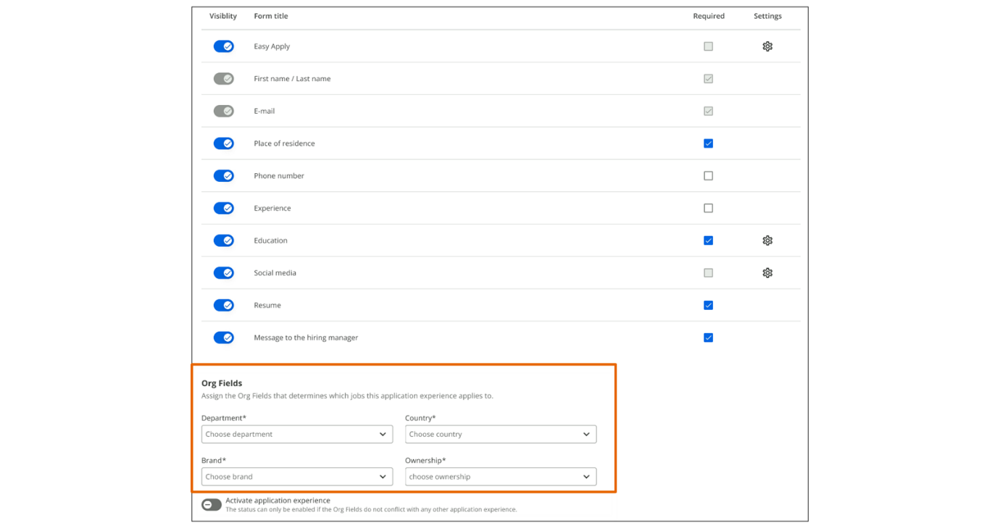 Visiblity Form title Required Settings
Easy Apply
First name / Last name
E-mail
Place of residence
Phone number
Experience
Education
Social media
Resume
Message to the hiring manager
Org Fields
Assign the Org Fields that determines which jobs this application experience applies to.
Department* Country*
Choose department Choose country
Brand* Ownership*
Choose brand choose ownership
Activate application experience
The status can only be enabled if the Org Fields do not conflict with any other application experience.